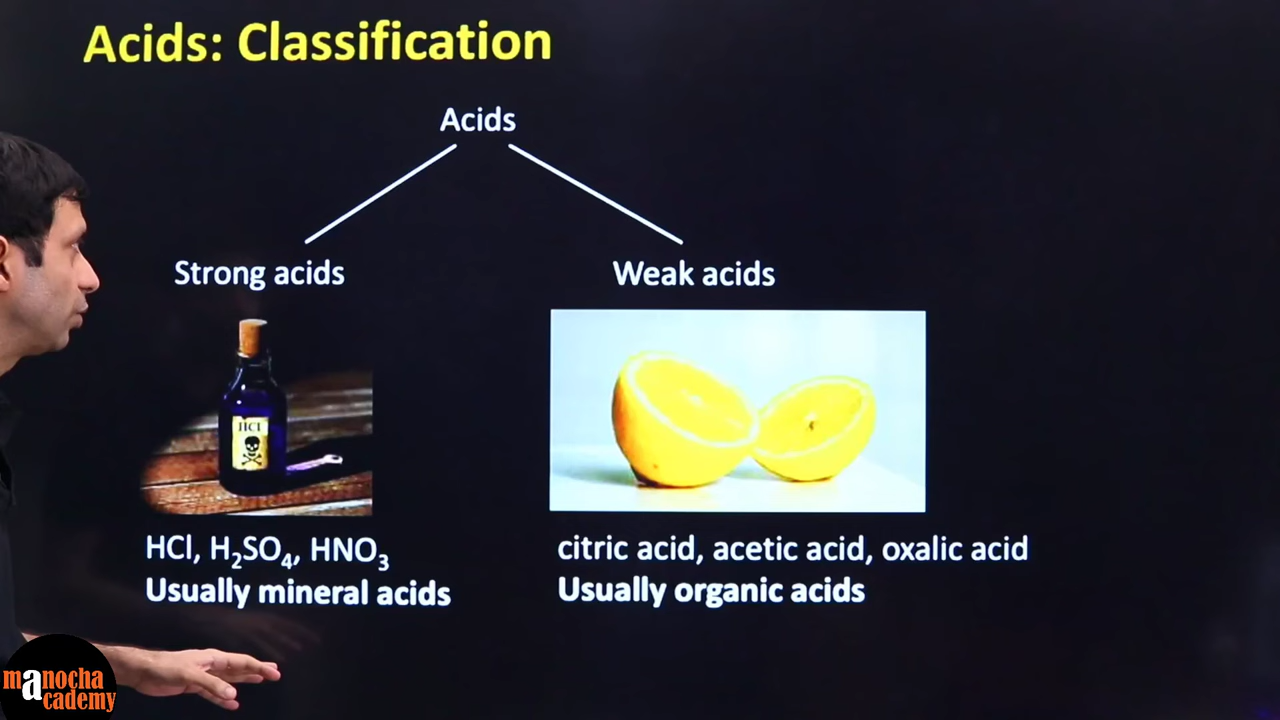 Acids: Classification
Acids
Strong acids
Weak acids
HCl
HCl, H₂SO₄, HNO₃
Usually mineral acids
citric acid, acetic acid, oxalic acid
Usually organic acids
manocha
academy